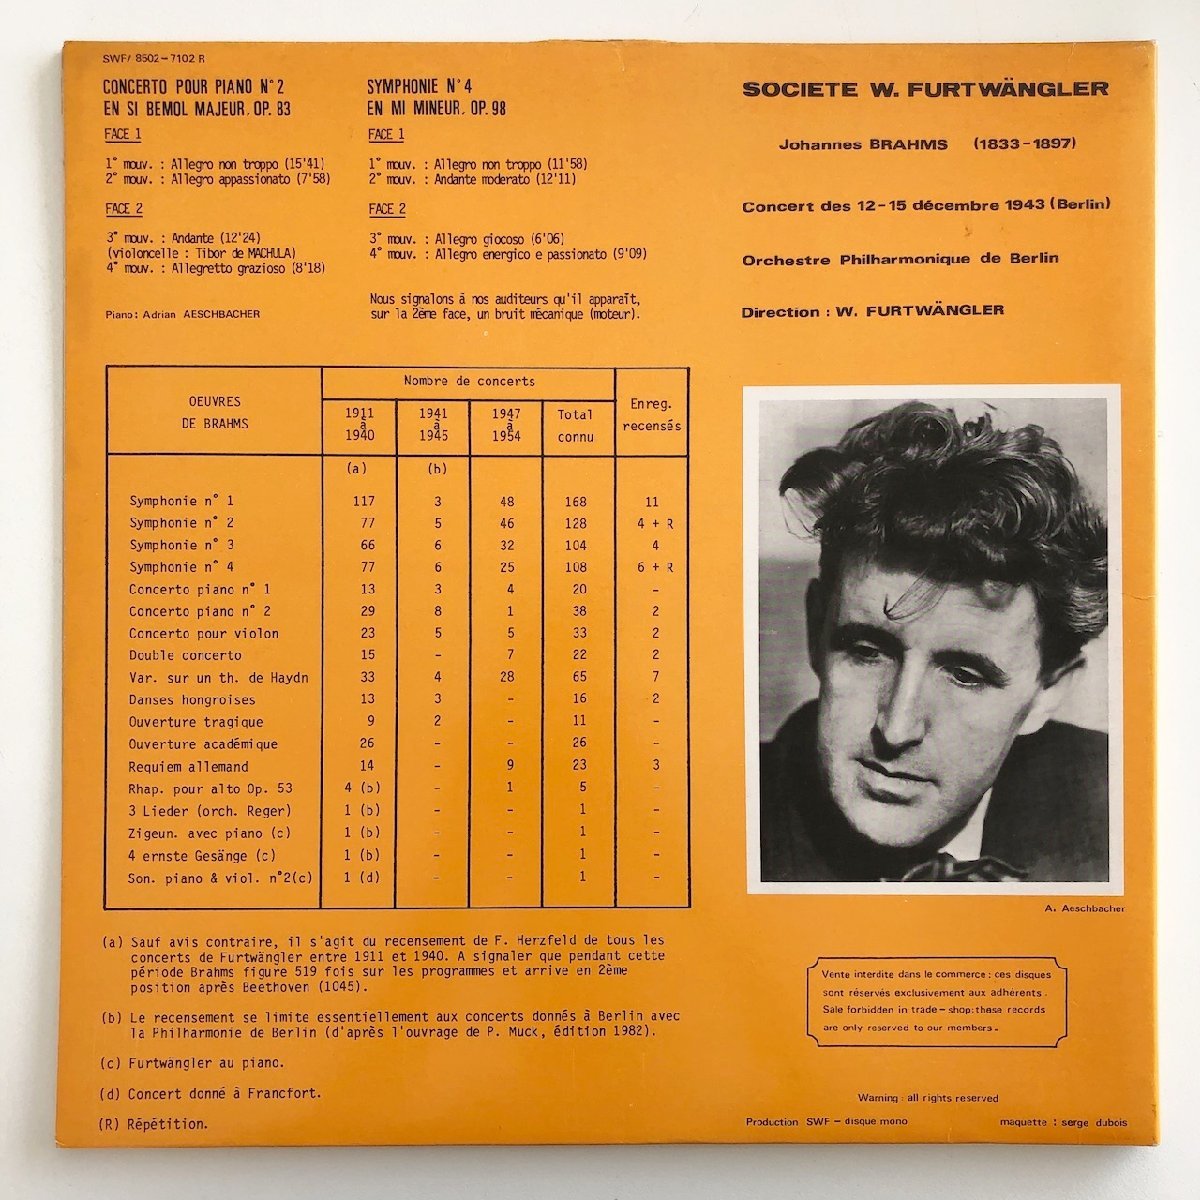 SWF/ 8502-7102 R
CONCERTO POUR PIANO N°2
EN SI BEMOL MAJEUR, OP. 83
FACE 1
1° mouv. : Allegro non troppo (15'41)
2° mouv. : Allegro appassionato (7'58)
FACE 2
3° mouv. : Andante (12'24)
(violoncelle : Tibor de MACHULA)
4° mouv. : Allegretto grazioso (8'18)
Piano: Adrian AESCHBACHER
SYMPHONIE N°4
EN MI MINEUR, OP. 98
FACE 1
1° mouv. : Allegro non troppo (11'58)
2° mouv. : Andante moderato (12'11)
FACE 2
3° mouv. : Allegro giocoso (6'06)
4° mouv. : Allegro energico e passionato (9'09)
Nous signalons à nos auditeurs qu'il apparaît,
sur la 2ème face, un bruit mécanique (moteur).
SOCIETE W. FURTWÄNGLER
Johannes BRAHMS (1833-1897)
Concert des 12-15 décembre 1943 (Berlin)
Orchestre Philharmonique de Berlin
Direction : W. FURTWÄNGLER
OEUVRES
DE BRAHMS
Nombre de concerts
1911 à 1940
1941 à 1945
1947 à 1954
Total connu
Enreg. recensés
(a) (b)
Symphonie n° 1 117 3 48 168 11
Symphonie n° 2 77 5 46 128 4 + R
Symphonie n° 3 66 6 32 104 4
Symphonie n° 4 77 6 25 108 6 + R
Concerto piano n° 1 13 3 4 20 -
Concerto piano n° 2 29 8 1 38 2
Concerto pour violon 23 5 5 33 2
Double concerto 15 - 7 22 2
Var. sur un th. de Haydn 33 4 28 65 7
Danses hongroises 13 3 - 16 2
Ouverture tragique 9 2 - 11 -
Ouverture académique 26 - - 26 -
Requiem allemand 14 - 9 23 3
Rhap. pour alto Op. 53 4 (b) - 1 5 -
3 Lieder (orch. Reger) 1 (b) - - 1 -
Zigeun. avec piano (c) 1 (b) - - 1 -
4 ernste Gesänge (c) 1 (b) - - 1 -
Son. piano & viol. n°2(c) 1 (d) - - 1 -
A. Aeschbacher
(a) Sauf avis contraire, il s'agit du recensement de F. Herzfeld de tous les
concerts de Furtwängler entre 1911 et 1940. A signaler que pendant cette
période Brahms figure 519 fois sur les programmes et arrive en 2ème
position après Beethoven (1045).
(b) Le recensement se limite essentiellement aux concerts donnés à Berlin avec
la Philharmonie de Berlin (d'après l'ouvrage de P. Muck, édition 1982).
(c) Furtwängler au piano.
(d) Concert donné à Francfort.
(R) Répétition.
Vente interdite dans le commerce : ces disques
sont réservés exclusivement aux adhérents.
Sale forbidden in trade-shop: these records
are only reserved to our members.
Warning : all rights reserved
Production SWF - disque mono
maquette : serge dubois